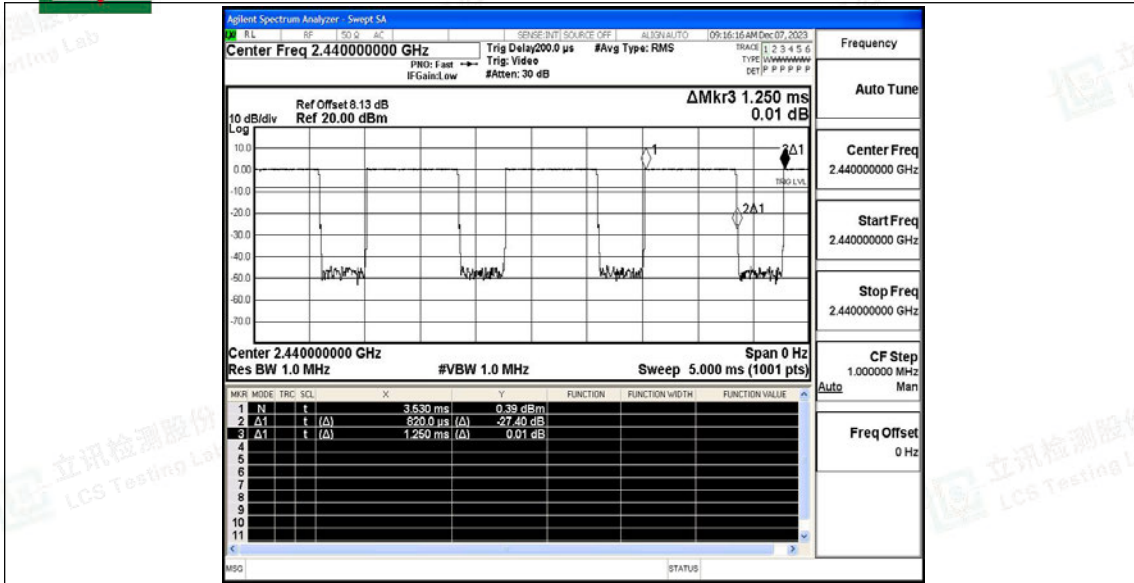 Agilent Spectrum Analyzer - Swept SA
RL RF 50 Ω AC SENSE:INT SOURCE OFF ALIGN AUTO 09:16:16 AM Dec 07, 2023
Center Freq 2.440000000 GHz
PNO: Fast
IFGain:Low
Trig Delay200.0 µs
Trig: Video
#Atten: 30 dB
#Avg Type: RMS
TRACE 1 2 3 4 5 6
TYPE WWWWWW
DET P P P P P P
ΔMkr3 1.250 ms
0.01 dB
Ref Offset 8.13 dB
10 dB/div Ref 20.00 dBm
Log
10.0
0.00
-10.0
-20.0
-30.0
-40.0
-50.0
-60.0
-70.0
1
3Δ1
TRIG LVL
2Δ1
Center 2.440000000 GHz Span 0 Hz
Res BW 1.0 MHz #VBW 1.0 MHz Sweep 5.000 ms (1001 pts)
MKR MODE TRC SCL X Y FUNCTION FUNCTION WIDTH FUNCTION VALUE
1 N t 3.530 ms 0.39 dBm
2 Δ1 t (Δ) 820.0 µs (Δ) -27.40 dB
3 Δ1 t (Δ) 1.250 ms (Δ) 0.01 dB
4
5
6
7
8
9
10
11
MSG STATUS
Frequency
Auto Tune
Center Freq
2.440000000 GHz
Start Freq
2.440000000 GHz
Stop Freq
2.440000000 GHz
CF Step
1.000000 MHz
Auto Man
Freq Offset
0 Hz
立讯检测股份
LCS Testing Lab
立讯检测股份
LCS Testing L